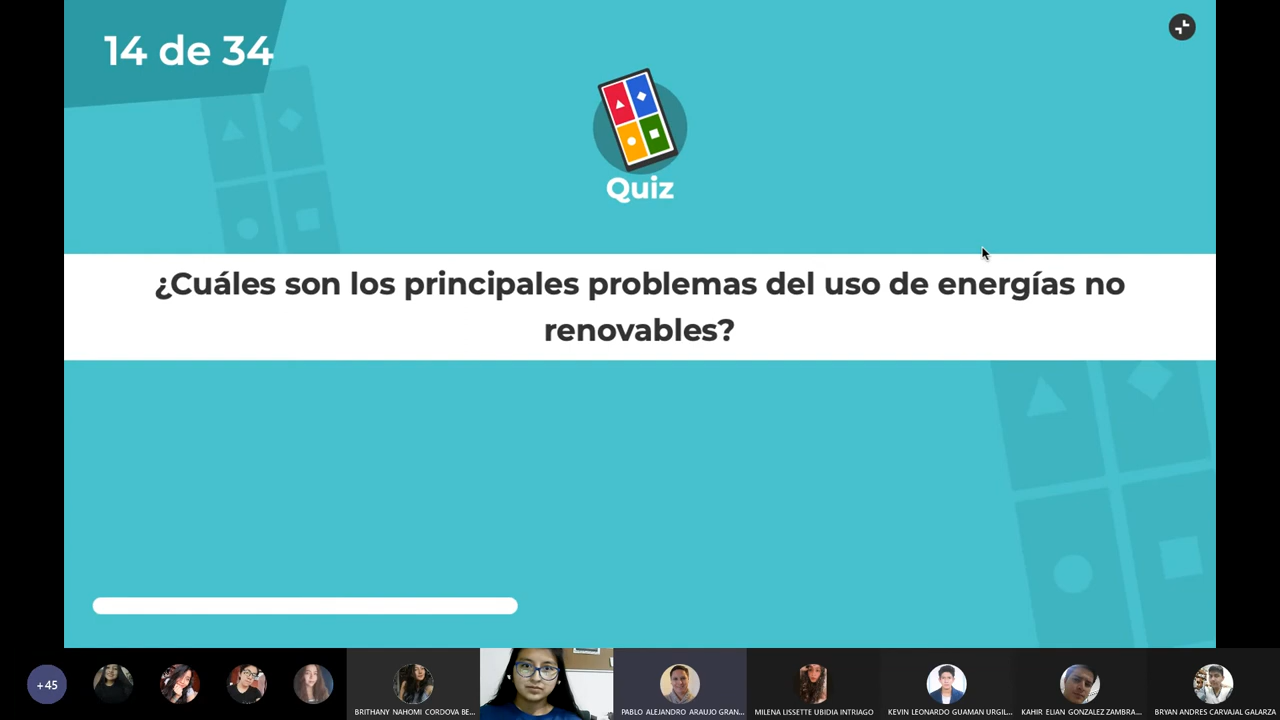 14 de 34
Quiz
¿Cuáles son los principales problemas del uso de energías no
renovables?
+45
BRITHANY NAHOMI CORDOVA BE...
PABLO ALEJANDRO ARAUJO GRAN...
MILENA LISSETTE UBIDIA INTRIAGO
KEVIN LEONARDO GUAMAN URGIL...
KAHIR ELIAN GONZALEZ ZAMBRA...
BRYAN ANDRES CARVAJAL GALARZA